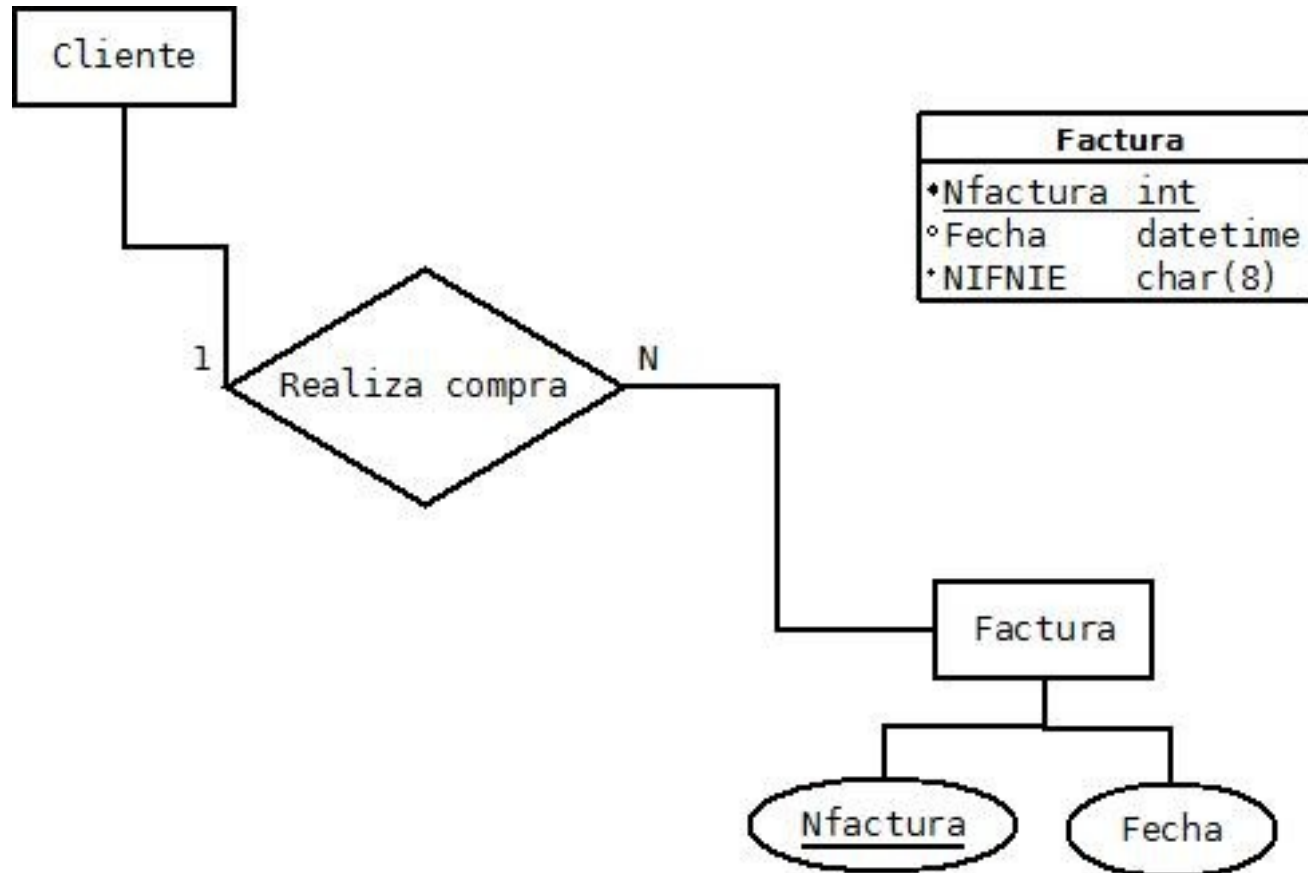 Cliente
Factura
Nfactura int
Fecha datetime
NIFNIE char(8)
1
N
Realiza compra
Factura
Nfactura
Fecha